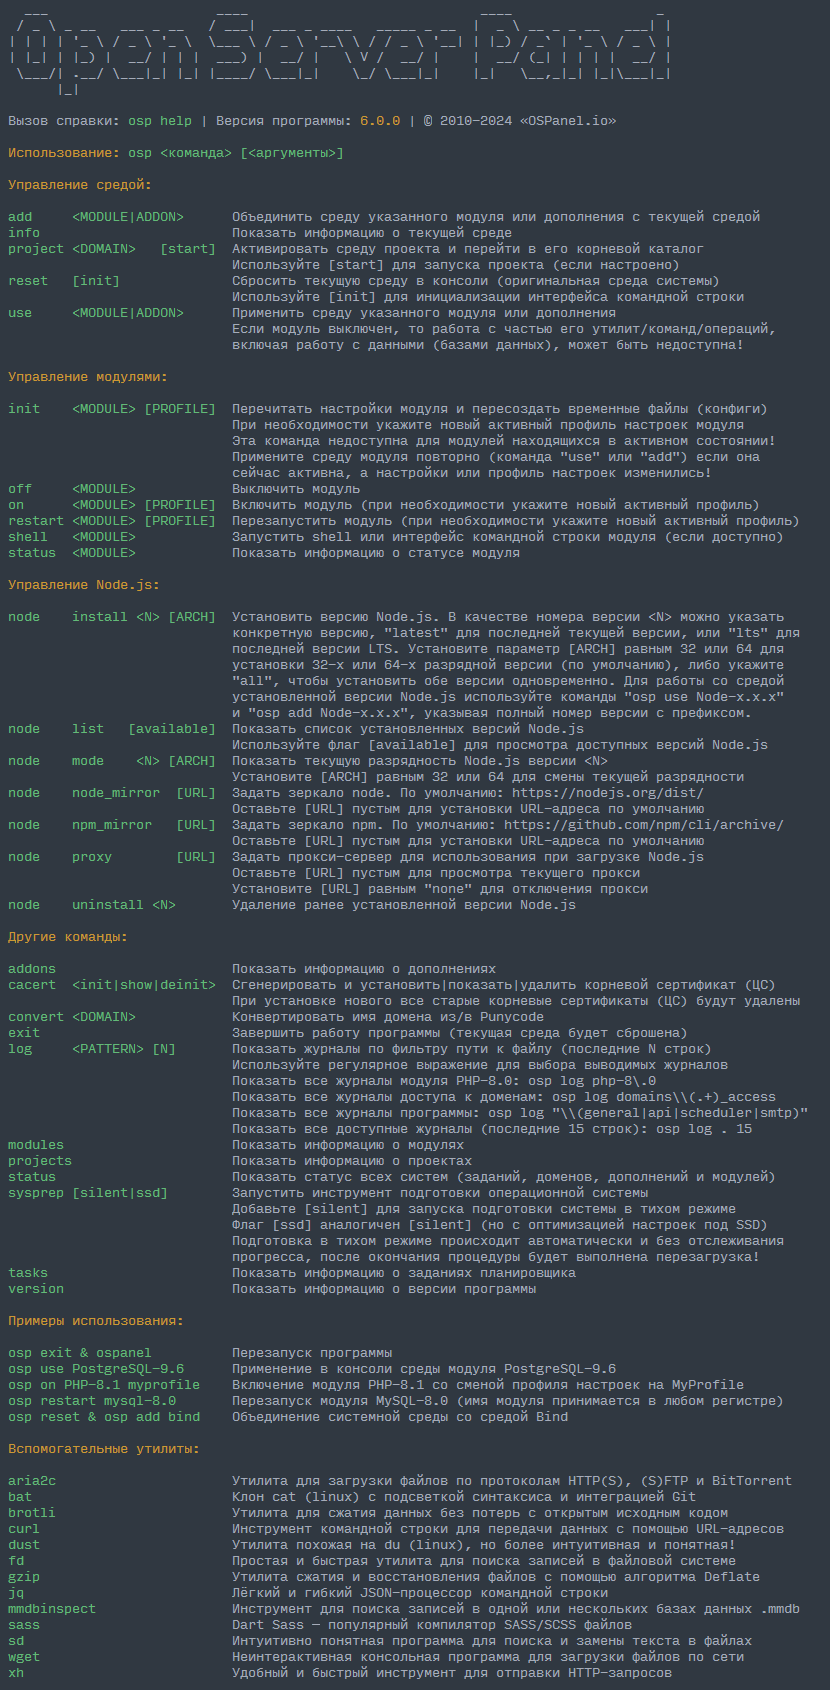 Open Server Panel
Вызов справки: osp help | Версия программы: 6.0.0 | © 2010-2024 «OSPanel.io»
Использование: osp <команда> [<аргументы>]
Управление средой:
add     <MODULE|ADDON>      Объединить среду указанного модуля или дополнения с текущей средой
info                        Показать информацию о текущей среде
project <DOMAIN>   [start]  Активировать среду проекта и перейти в его корневой каталог
                            Используйте [start] для запуска проекта (если настроено)
reset   [init]              Сбросить текущую среду в консоли (оригинальная среда системы)
                            Используйте [init] для инициализации интерфейса командной строки
use     <MODULE|ADDON>      Применить среду указанного модуля или дополнения
                            Если модуль выключен, то работа с частью его утилит/команд/операций,
                            включая работу с данными (базами данных), может быть недоступна!
Управление модулями:
init    <MODULE> [PROFILE]  Перечитать настройки модуля и пересоздать временные файлы (конфиги)
                            При необходимости укажите новый активный профиль настроек модуля
                            Эта команда недоступна для модулей находящихся в активном состоянии!
                            Примените среду модуля повторно (команда "use" или "add") если она
                            сейчас активна, а настройки или профиль настроек изменились!
off     <MODULE>            Выключить модуль
on      <MODULE> [PROFILE]  Включить модуль (при необходимости укажите новый активный профиль)
restart <MODULE> [PROFILE]  Перезапустить модуль (при необходимости укажите новый активный профиль)
shell   <MODULE>            Запустить shell или интерфейс командной строки модуля (если доступно)
status  <MODULE>            Показать информацию о статусе модуля
Управление Node.js:
node    install <N> [ARCH]  Установить версию Node.js. В качестве номера версии <N> можно указать
                            конкретную версию, "latest" для последней текущей версии, или "lts" для
                            последней версии LTS. Установите параметр [ARCH] равным 32 или 64 для
                            установки 32-х или 64-х разрядной версии (по умолчанию), либо укажите
                            "all", чтобы установить обе версии одновременно. Для работы со средой
                            установленной версии Node.js используйте команды "osp use Node-x.x.x"
                            и "osp add Node-x.x.x", указывая полный номер версии с префиксом.
node    list   [available]  Показать список установленных версий Node.js
                            Используйте флаг [available] для просмотра доступных версий Node.js
node    mode    <N> [ARCH]  Показать текущую разрядность Node.js версии <N>
                            Установите [ARCH] равным 32 или 64 для смены текущей разрядности
node    node_mirror  [URL]  Задать зеркало node. По умолчанию: https://nodejs.org/dist/
                            Оставьте [URL] пустым для установки URL-адреса по умолчанию
node    npm_mirror   [URL]  Задать зеркало npm. По умолчанию: https://github.com/npm/cli/archive/
                            Оставьте [URL] пустым для установки URL-адреса по умолчанию
node    proxy        [URL]  Задать прокси-сервер для использования при загрузке Node.js
                            Оставьте [URL] пустым для просмотра текущего прокси
                            Установите [URL] равным "none" для отключения прокси
node    uninstall <N>       Удаление ранее установленной версии Node.js
Другие команды:
addons                      Показать информацию о дополнениях
cacert  <init|show|deinit>  Сгенерировать и установить|показать|удалить корневой сертификат (ЦС)
                            При установке нового все старые корневые сертификаты (ЦС) будут удалены
convert <DOMAIN>            Конвертировать имя домена из/в Punycode
exit                        Завершить работу программы (текущая среда будет сброшена)
log     <PATTERN> [N]       Показать журналы по фильтру пути к файлу (последние N строк)
                            Используйте регулярное выражение для выбора выводимых журналов
                            Показать все журналы модуля PHP-8.0: osp log php-8\.0
                            Показать все журналы доступа к доменам: osp log domains\\(.+)_access
                            Показать все журналы программы: osp log "\\(general|api|scheduler|smtp)"
                            Показать все доступные журналы (последние 15 строк): osp log . 15
modules                     Показать информацию о модулях
projects                    Показать информацию о проектах
status                      Показать статус всех систем (заданий, доменов, дополнений и модулей)
sysprep [silent|ssd]        Запустить инструмент подготовки операционной системы
                            Добавьте [silent] для запуска подготовки системы в тихом режиме
                            Флаг [ssd] аналогичен [silent] (но с оптимизацией настроек под SSD)
                            Подготовка в тихом режиме происходит автоматически и без отслеживания
                            прогресса, после окончания процедуры будет выполнена перезагрузка!
tasks                       Показать информацию о заданиях планировщика
version                     Показать информацию о версии программы
Примеры использования:
osp exit & ospanel          Перезапуск программы
osp use PostgreSQL-9.6      Применение в консоли среды модуля PostgreSQL-9.6
osp on PHP-8.1 myprofile    Включение модуля PHP-8.1 со сменой профиля настроек на MyProfile
osp restart mysql-8.0       Перезапуск модуля MySQL-8.0 (имя модуля принимается в любом регистре)
osp reset & osp add bind    Объединение системной среды со средой Bind
Вспомогательные утилиты:
aria2c                      Утилита для загрузки файлов по протоколам HTTP(S), (S)FTP и BitTorrent
bat                         Клон cat (linux) с подсветкой синтаксиса и интеграцией Git
brotli                      Утилита для сжатия данных без потерь с открытым исходным кодом
curl                        Инструмент командной строки для передачи данных с помощью URL-адресов
dust                        Утилита похожая на du (linux), но более интуитивная и понятная!
fd                          Простая и быстрая утилита для поиска записей в файловой системе
gzip                        Утилита сжатия и восстановления файлов с помощью алгоритма Deflate
jq                          Лёгкий и гибкий JSON-процессор командной строки
mmdbinspect                 Инструмент для поиска записей в одной или нескольких базах данных .mmdb
sass                        Dart Sass — популярный компилятор SASS/SCSS файлов
sd                          Интуитивно понятная программа для поиска и замены текста в файлах
wget                        Неинтерактивная консольная программа для загрузки файлов по сети
xh                          Удобный и быстрый инструмент для отправки HTTP-запросов